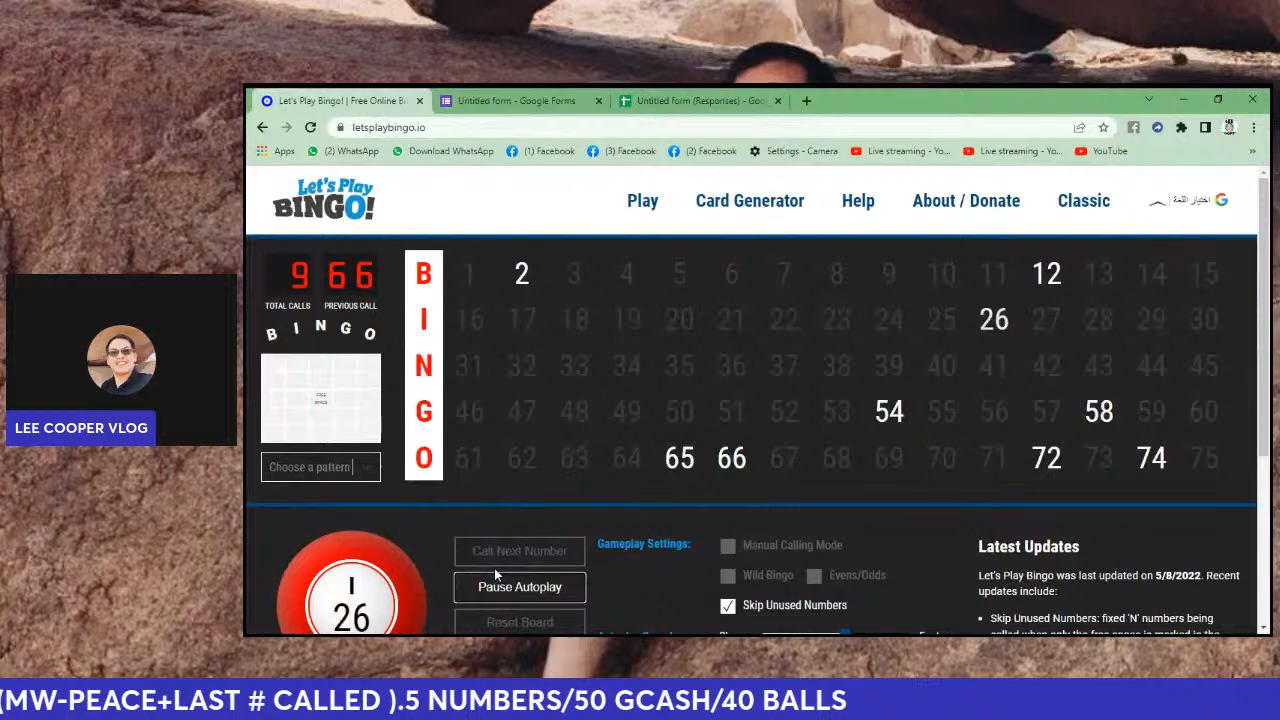 Let's Play Bingo! | Free Online Bi
Untitled form - Google Forms
Untitled form (Responses) - Goo
letsplaybingo.io
Apps
(2) WhatsApp
Download WhatsApp
(1) Facebook
(3) Facebook
(2) Facebook
Settings - Camera
Live streaming - Yo...
Live streaming - Yo...
YouTube
»
Let's Play
BINGO!
Play
Card Generator
Help
About / Donate
Classic
اختيار اللغة
9 66
TOTAL CALLS
PREVIOUS CALL
B I N G O
FREE
SPACE
Choose a pattern
B 1 2 3 4 5 6 7 8 9 10 11 12 13 14 15
I 16 17 18 19 20 21 22 23 24 25 26 27 28 29 30
N 31 32 33 34 35 36 37 38 39 40 41 42 43 44 45
G 46 47 48 49 50 51 52 53 54 55 56 57 58 59 60
O 61 62 63 64 65 66 67 68 69 70 71 72 73 74 75
I
26
Call Next Number
Pause Autoplay
Reset Board
Gameplay Settings:
Manual Calling Mode
Wild Bingo
Evens/Odds
Skip Unused Numbers
Latest Updates
Let's Play Bingo was last updated on 5/8/2022. Recent
updates include:
• Skip Unused Numbers: fixed 'N' numbers being
LEE COOPER VLOG
(MW-PEACE+LAST # CALLED ).5 NUMBERS/50 GCASH/40 BALLS